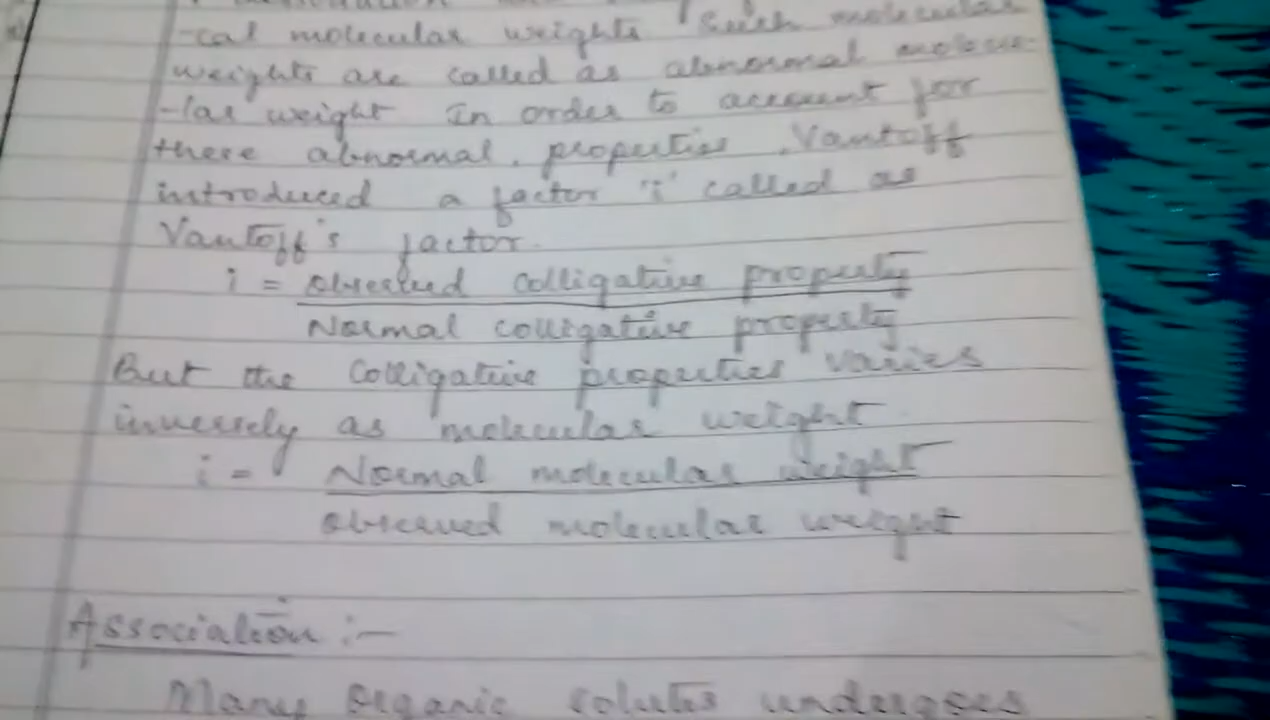 -cal molecular weights Such molecular
weights are called as abnormal molecu-
-lar weight In order to account for
these abnormal. properties .Vantoff
introduced a factor "i" called as
Vantoff's factor.
i = observed colligative property
Normal colligative property
But the colligative properties varies
inversely as molecular weight
i = Normal molecular weight
observed molecular weight
Association :-
Many organic solutes undergoes